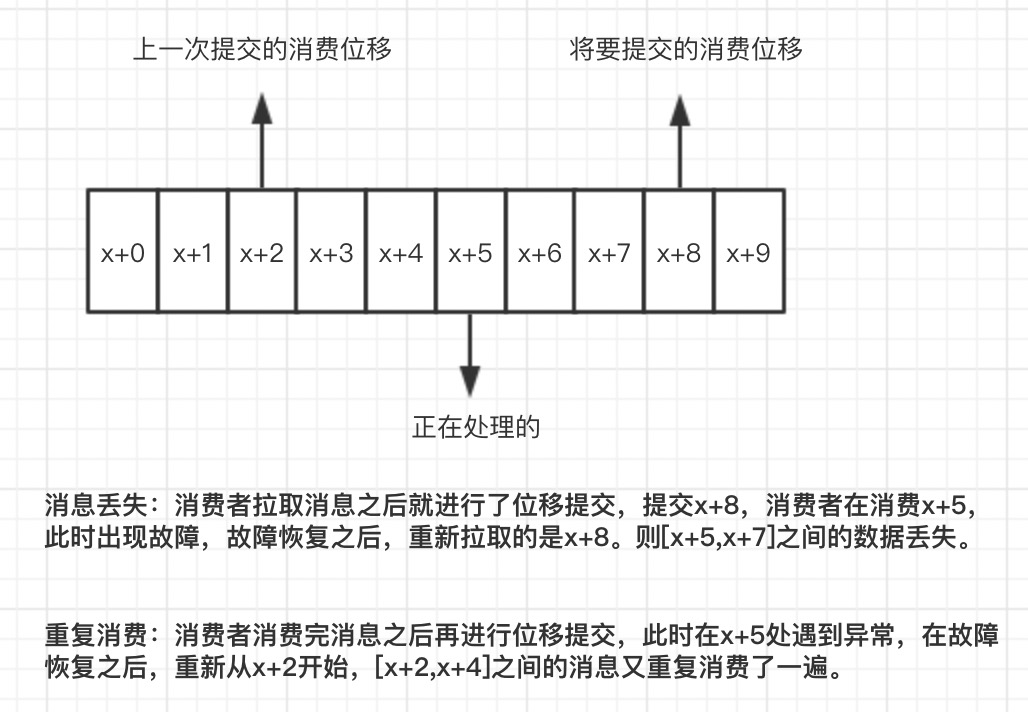 上一次提交的消费位移 将要提交的消费位移
x+0 x+1 x+2 x+3 x+4 x+5 x+6 x+7 x+8 x+9
正在处理的
消息丢失：消费者拉取消息之后就进行了位移提交，提交x+8，消费者在消费x+5，
此时出现故障，故障恢复之后，重新拉取的是x+8。则[x+5,x+7]之间的数据丢失。
重复消费：消费者消费完消息之后再进行位移提交，此时在x+5处遇到异常，在故障
恢复之后，重新从x+2开始，[x+2,x+4]之间的消息又重复消费了一遍。